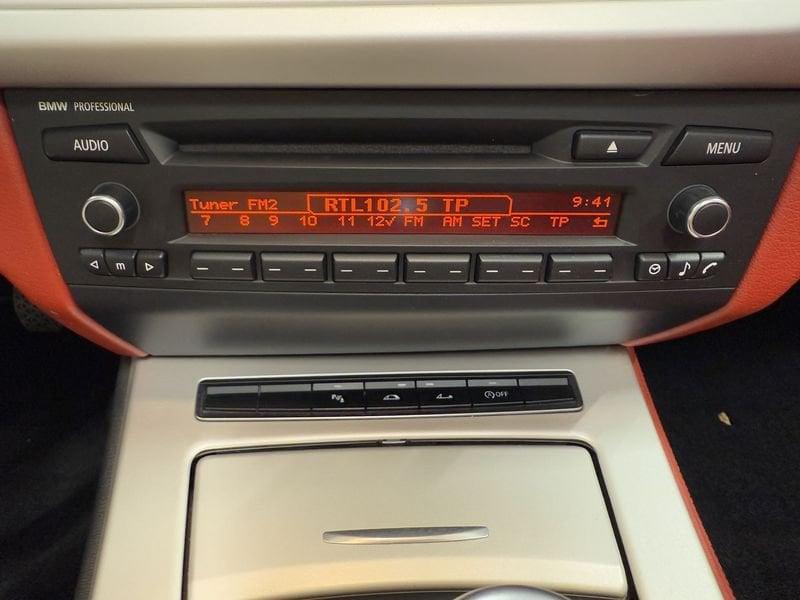 BMW PROFESSIONAL
AUDIO
MENU
Tuner FM2 RTL102.5 TP 9:41
7 8 9 10 11 12✓ FM AM SET SC TP
m
OFF